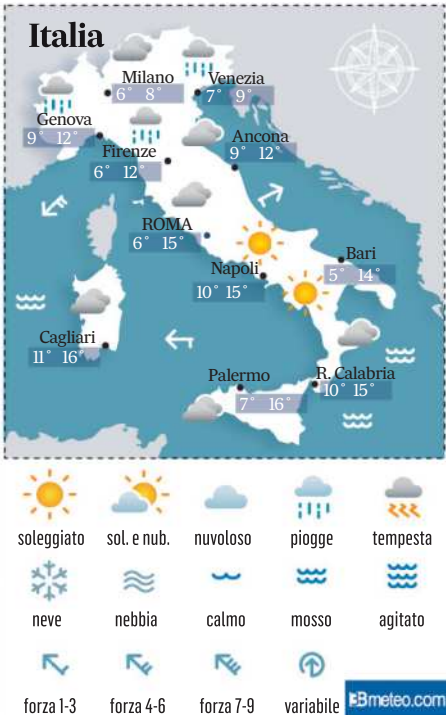 Italia
Milano
6° 8°
Venezia
7° 9°
Genova
9° 12°
Firenze
6° 12°
Ancona
9° 12°
ROMA
6° 15°
Napoli
10° 15°
Bari
5° 14°
Cagliari
11° 16°
Palermo
7° 16°
R. Calabria
10° 15°
soleggiato sol. e nub. nuvoloso piogge tempesta
neve nebbia calmo mosso agitato
forza 1-3 forza 4-6 forza 7-9 variabile
3Bmeteo.com